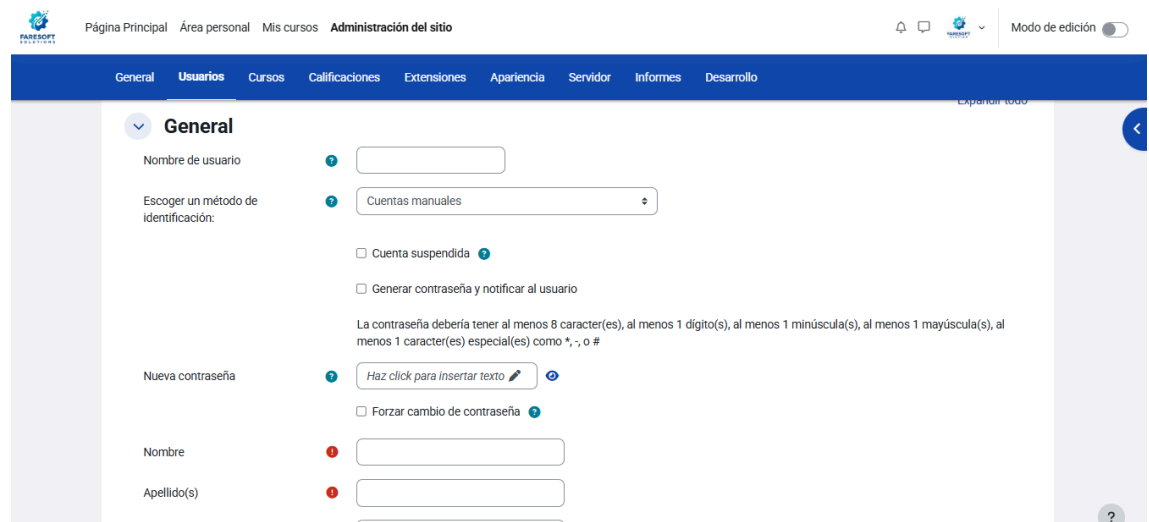 FARESOFT
SOLUTIONS
Página Principal Área personal Mis cursos Administración del sitio
Modo de edición
General Usuarios Cursos Calificaciones Extensiones Apariencia Servidor Informes Desarrollo
Expandir todo
General
Nombre de usuario
Escoger un método de identificación:
Cuentas manuales
Cuenta suspendida
Generar contraseña y notificar al usuario
La contraseña debería tener al menos 8 caracter(es), al menos 1 dígito(s), al menos 1 minúscula(s), al menos 1 mayúscula(s), al
menos 1 caracter(es) especial(es) como *, -, o #
Nueva contraseña
Haz click para insertar texto
Forzar cambio de contraseña
Nombre
Apellido(s)
?